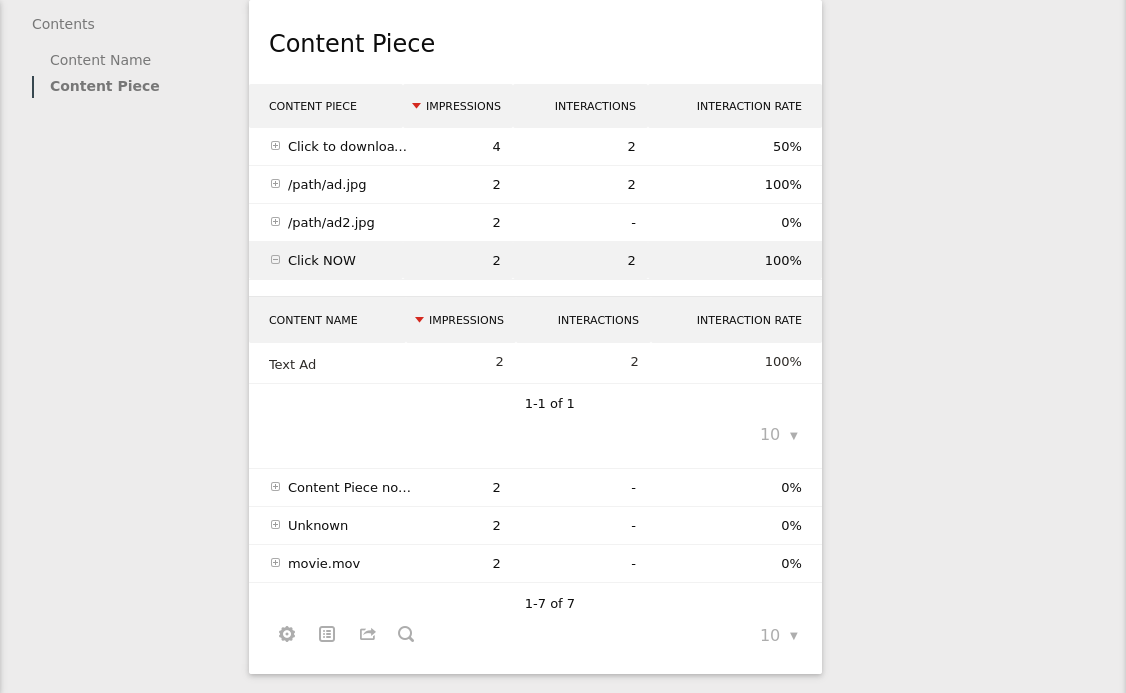 Contents
Content Name
Content Piece
Content Piece
CONTENT PIECE IMPRESSIONS INTERACTIONS INTERACTION RATE
Click to downloa... 4 2 50%
/path/ad.jpg 2 2 100%
/path/ad2.jpg 2 - 0%
Click NOW 2 2 100%
CONTENT NAME IMPRESSIONS INTERACTIONS INTERACTION RATE
Text Ad 2 2 100%
1-1 of 1
10
Content Piece no... 2 - 0%
Unknown 2 - 0%
movie.mov 2 - 0%
1-7 of 7
10